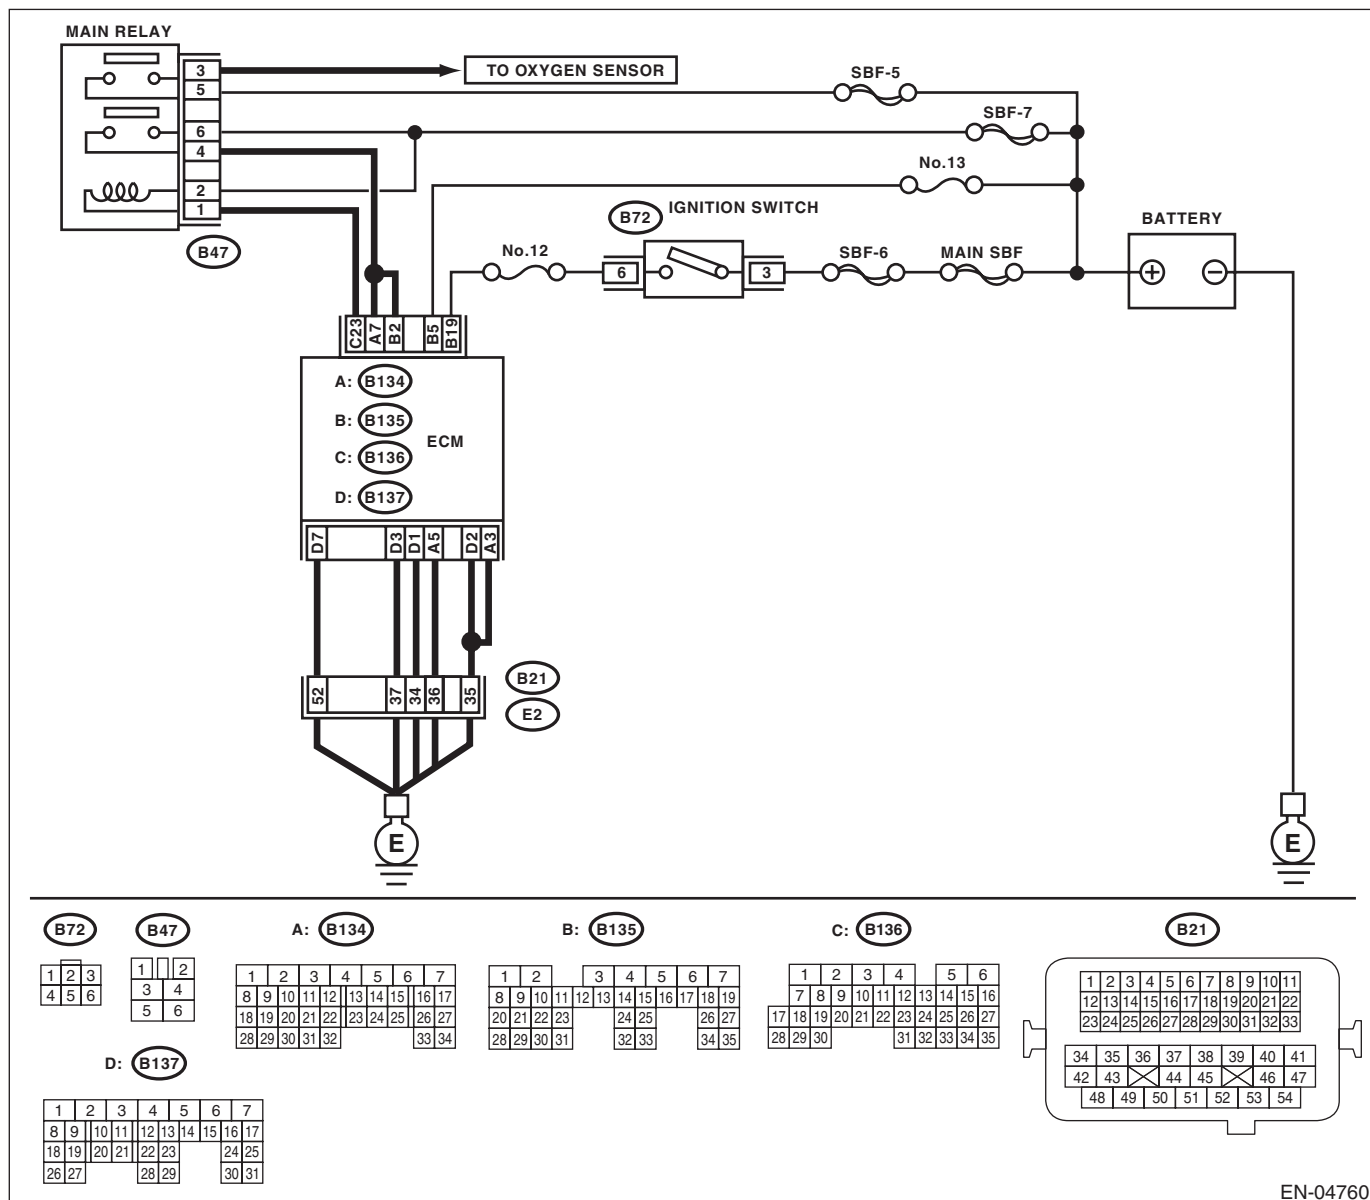 MAIN RELAY
3
TO OXYGEN SENSOR
5
SBF-5
6
SBF-7
4
No.13
2
1
B47
B72
IGNITION SWITCH
BATTERY
No.12
6
3
SBF-6
MAIN SBF
+
−
C23
A7
B2
B5
B19
A: B134
B: B135
C: B136
D: B137
ECM
D7
D3
D1
A5
D2
A3
52
37
34
36
35
B21
E2
E
E
B72
1 2 3
4 5 6
B47
1 2
3 4
5 6
A: B134
1 2 3 4 5 6 7
8 9 10 11 12 13 14 15 16 17
18 19 20 21 22 23 24 25 26 27
28 29 30 31 32 33 34
B: B135
1 2 3 4 5 6 7
8 9 10 11 12 13 14 15 16 17 18 19
20 21 22 23 24 25 26 27
28 29 30 31 32 33 34 35
C: B136
1 2 3 4 5 6
7 8 9 10 11 12 13 14 15 16
17 18 19 20 21 22 23 24 25 26 27
28 29 30 31 32 33 34 35
B21
1 2 3 4 5 6 7 8 9 10 11
12 13 14 15 16 17 18 19 20 21 22
23 24 25 26 27 28 29 30 31 32 33
34 35 36 37 38 39 40 41
42 43 44 45 46 47
48 49 50 51 52 53 54
D: B137
1 2 3 4 5 6 7
8 9 10 11 12 13 14 15 16 17
18 19 20 21 22 23 24 25
26 27 28 29 30 31
EN-04760